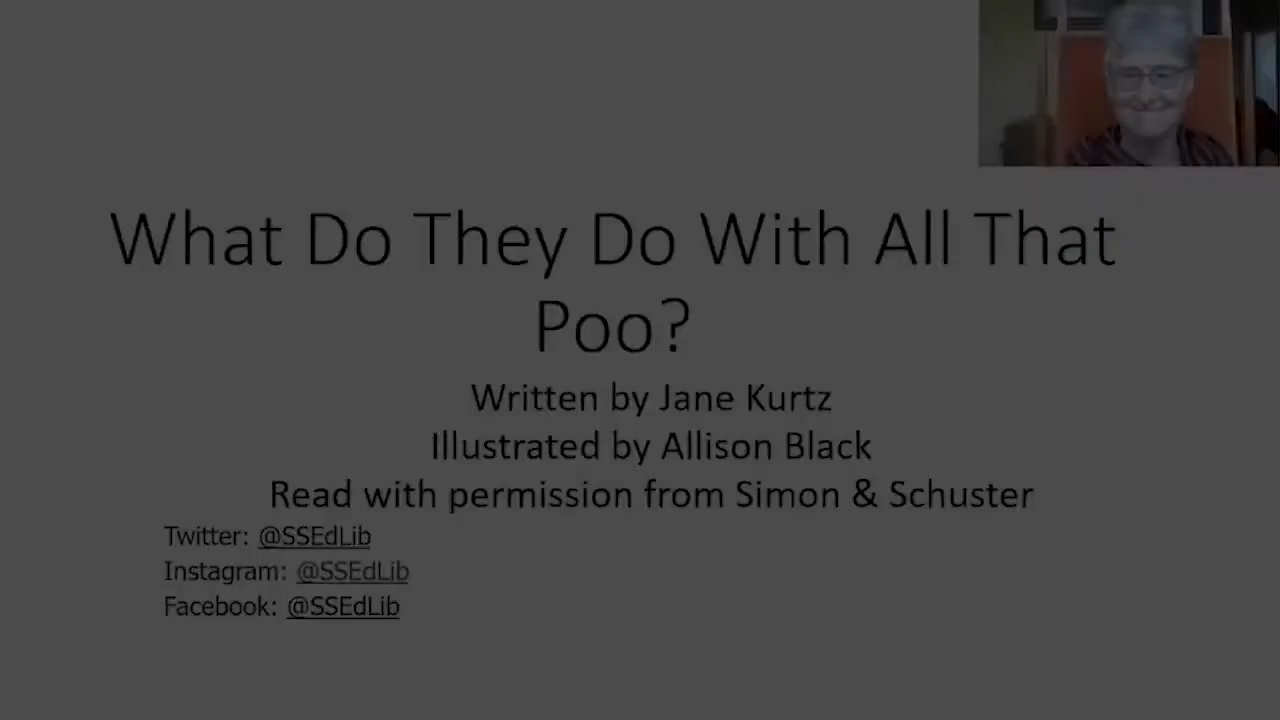 What Do They Do With All That
Poo?
Written by Jane Kurtz
Illustrated by Allison Black
Read with permission from Simon & Schuster
Twitter: @SSEdLib
Instagram: @SSEdLib
Facebook: @SSEdLib